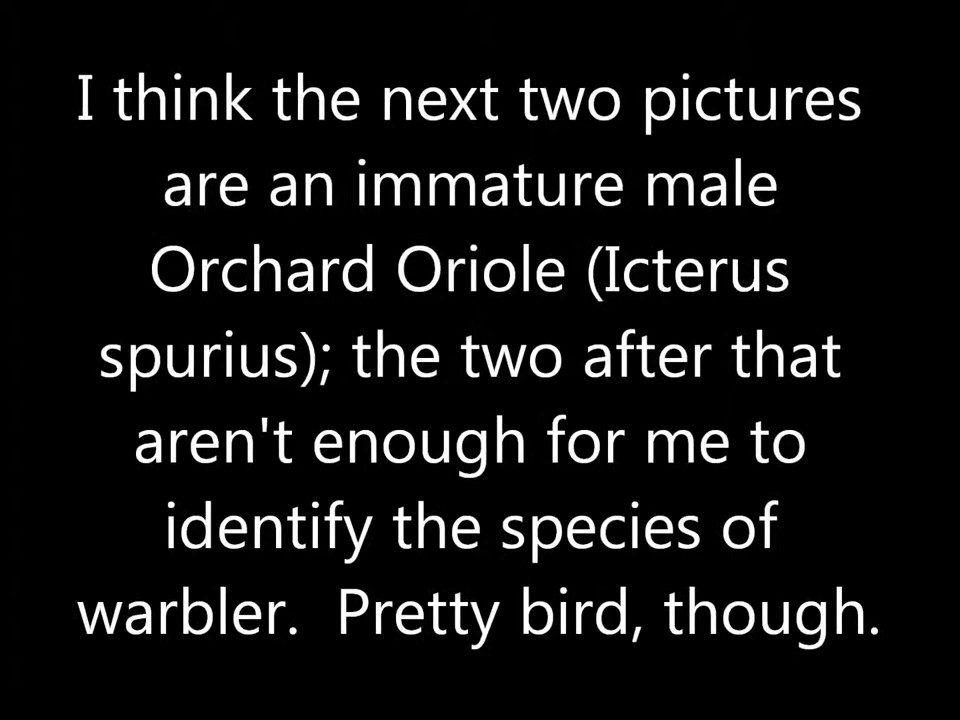 I think the next two pictures
are an immature male
Orchard Oriole (Icterus
spurius); the two after that
aren't enough for me to
identify the species of
warbler.  Pretty bird, though.